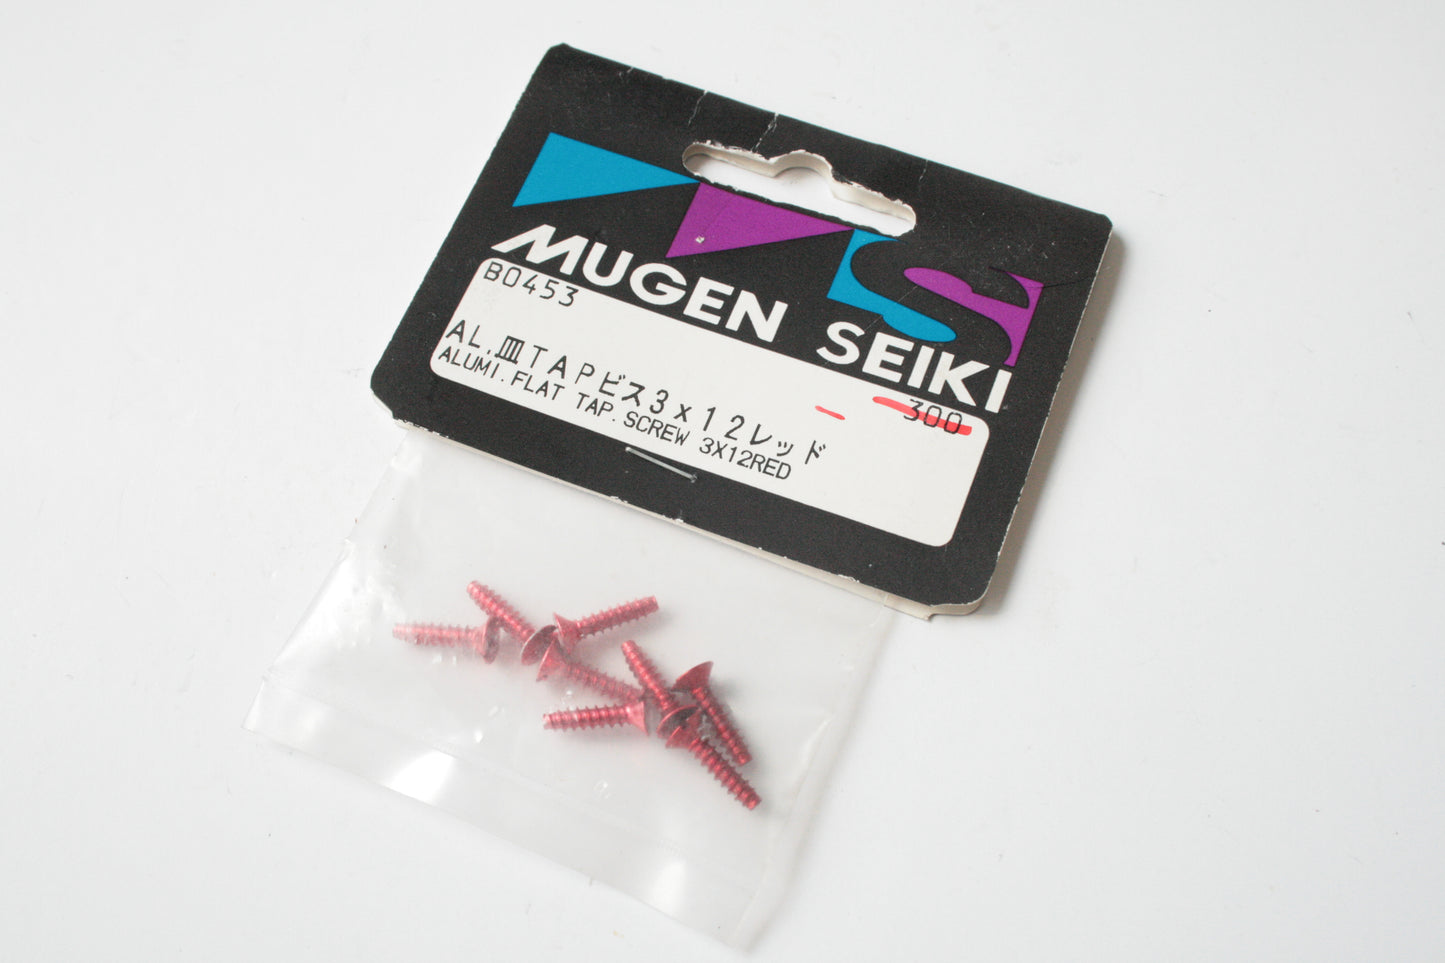 MUGEN SEIKI
B0453
300
AL.皿TAPビス3x12レッド
ALUMI.FLAT TAP.SCREW 3X12RED